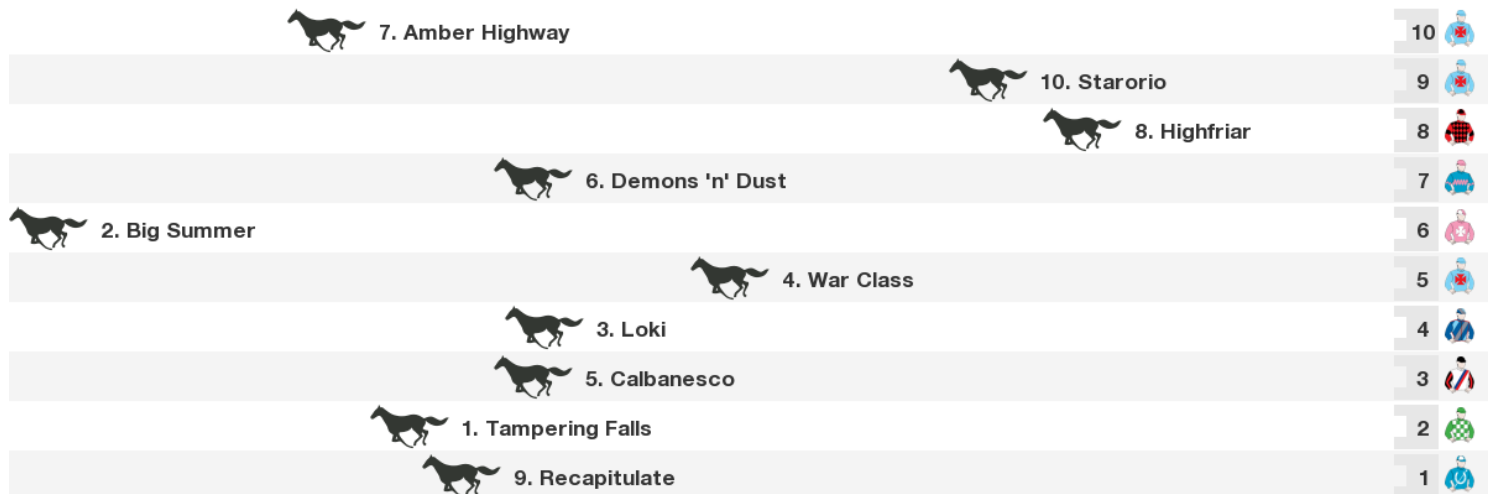 7. Amber Highway 10
10. Starorio 9
8. Highfriar 8
6. Demons 'n' Dust 7
2. Big Summer 6
4. War Class 5
3. Loki 4
5. Calbanesco 3
1. Tampering Falls 2
9. Recapitulate 1